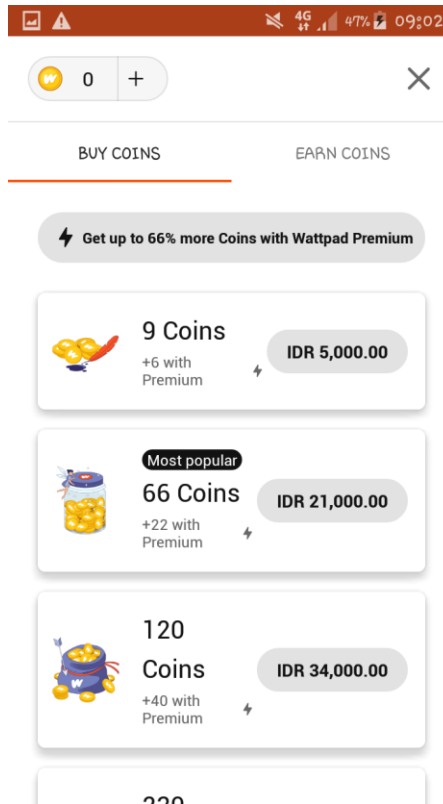 4G 47% 09:02
0 +
BUY COINS EARN COINS
Get up to 66% more Coins with Wattpad Premium
9 Coins
+6 with
Premium
IDR 5,000.00
Most popular
66 Coins
+22 with
Premium
IDR 21,000.00
120
Coins
+40 with
Premium
IDR 34,000.00